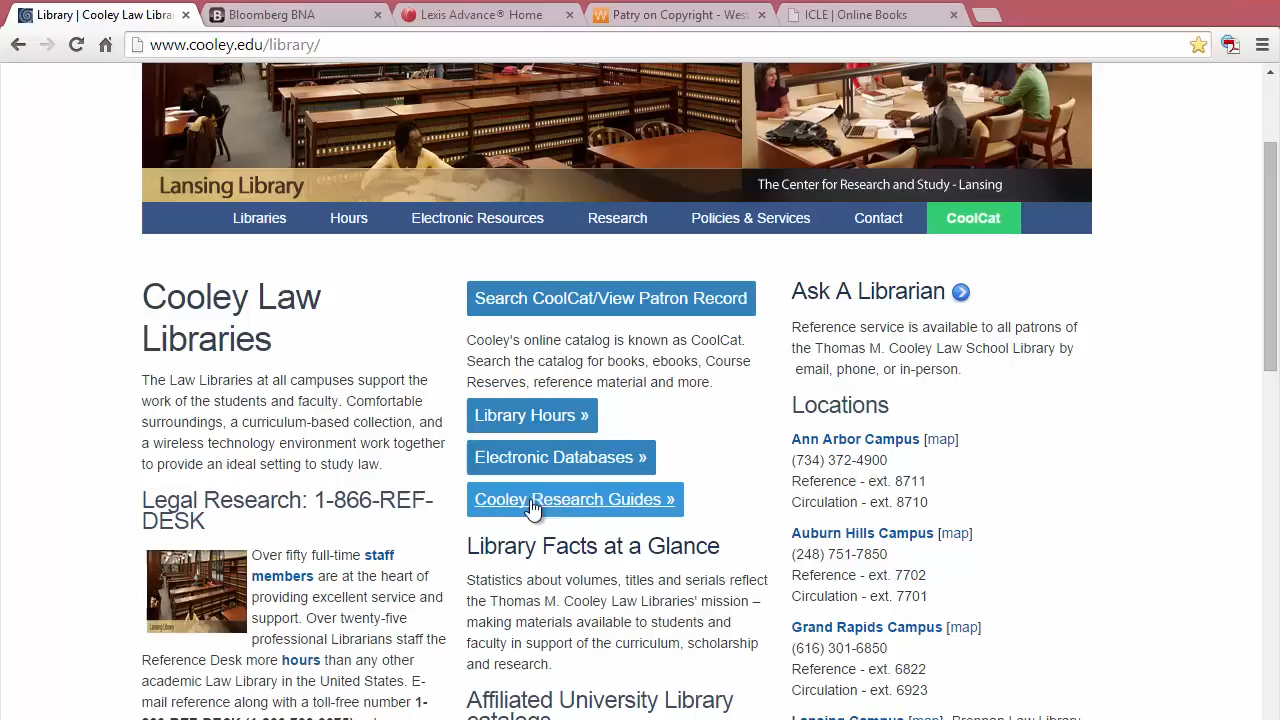 Library | Cooley Law Libra
Bloomberg BNA
Lexis Advance® Home
Patry on Copyright - West
ICLE | Online Books
www.cooley.edu/library/
Lansing Library
The Center for Research and Study - Lansing
Libraries
Hours
Electronic Resources
Research
Policies & Services
Contact
CoolCat
Cooley Law
Libraries
The Law Libraries at all campuses support the
work of the students and faculty. Comfortable
surroundings, a curriculum-based collection, and
a wireless technology environment work together
to provide an ideal setting to study law.
Legal Research: 1-866-REF-
DESK
Over fifty full-time staff
members are at the heart of
providing excellent service and
support. Over twenty-five
professional Librarians staff the
Reference Desk more hours than any other
academic Law Library in the United States. E-
mail reference along with a toll-free number 1-
Search CoolCat/View Patron Record
Cooley's online catalog is known as CoolCat.
Search the catalog for books, ebooks, Course
Reserves, reference material and more.
Library Hours »
Electronic Databases »
Cooley Research Guides »
Library Facts at a Glance
Statistics about volumes, titles and serials reflect
the Thomas M. Cooley Law Libraries' mission –
making materials available to students and
faculty in support of the curriculum, scholarship
and research.
Affiliated University Library
catalogs
Ask A Librarian
Reference service is available to all patrons of
the Thomas M. Cooley Law School Library by
email, phone, or in-person.
Locations
Ann Arbor Campus [map]
(734) 372-4900
Reference - ext. 8711
Circulation - ext. 8710
Auburn Hills Campus [map]
(248) 751-7850
Reference - ext. 7702
Circulation - ext. 7701
Grand Rapids Campus [map]
(616) 301-6850
Reference - ext. 6822
Circulation - ext. 6923
Lansing Campus [map], Brennan Law Library